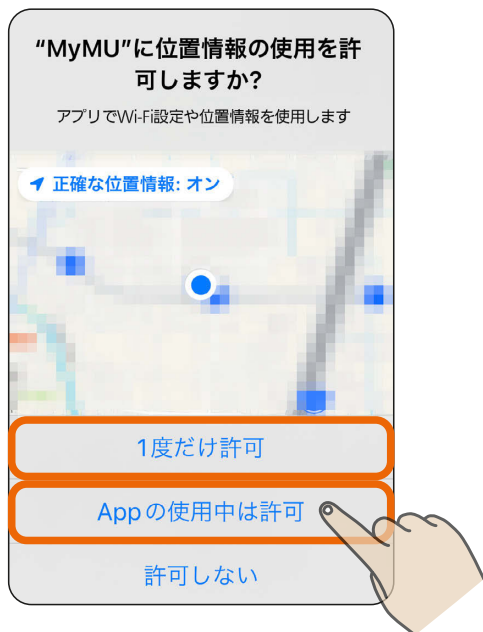 “MyMU”に位置情報の使用を許
可しますか?
アプリでWi-Fi設定や位置情報を使用します
正確な位置情報: オン
1度だけ許可
Appの使用中は許可
許可しない